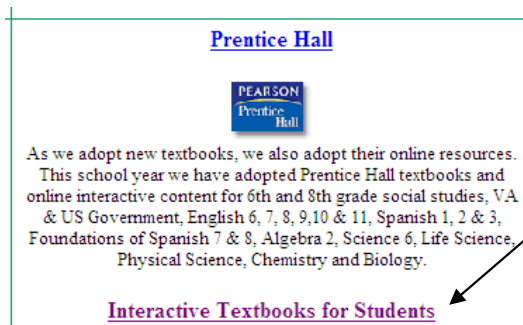 Prentice Hall
PEARSON
Prentice
Hall
As we adopt new textbooks, we also adopt their online resources.
This school year we have adopted Prentice Hall textbooks and
online interactive content for 6th and 8th grade social studies, VA
& US Government, English 6, 7, 8, 9,10 & 11, Spanish 1, 2 & 3,
Foundations of Spanish 7 & 8, Algebra 2, Science 6, Life Science,
Physical Science, Chemistry and Biology.
Interactive Textbooks for Students